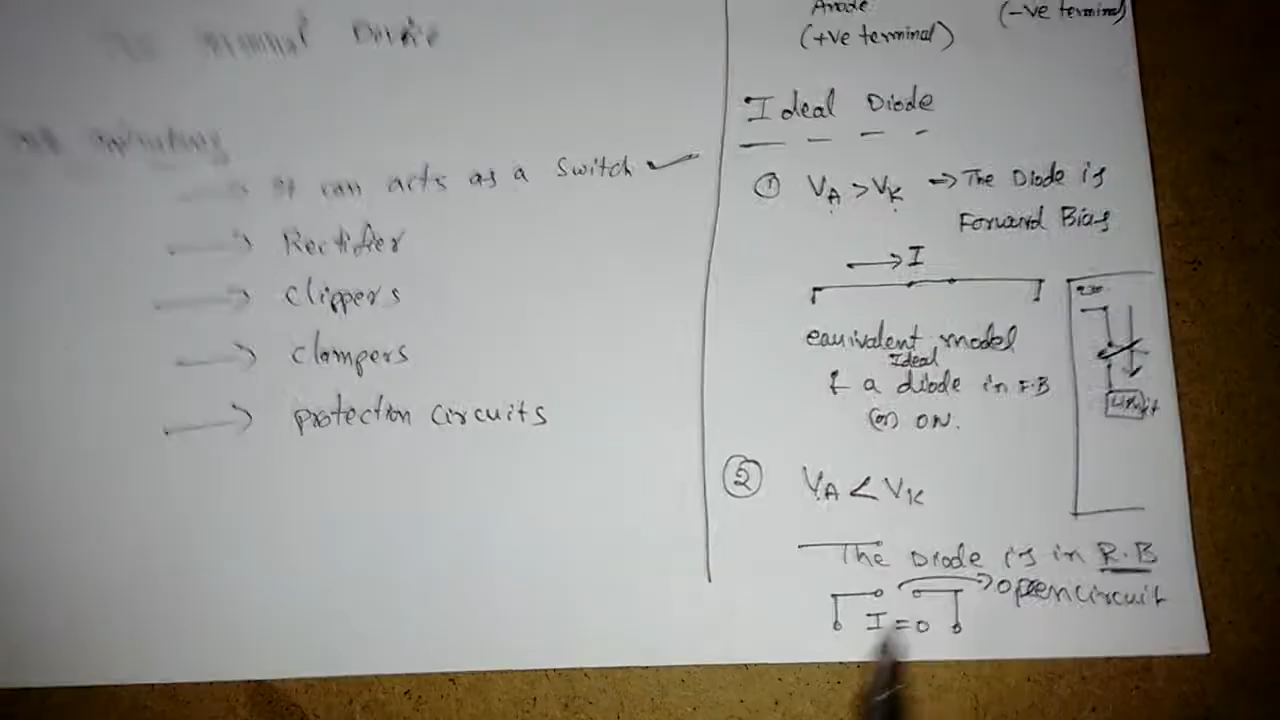 It can acts as a switch
Rectifier
Clippers
Clampers
protection circuits
Anode
(+ve terminal)
(-ve terminal)
Ideal Diode
① VA > VK => The Diode is
Forward Bias
I
equivalent model
Ideal
& a diode in F.B
(or) ON.
② VA < VK
The Diode is in R.B
opencircuit
I = 0